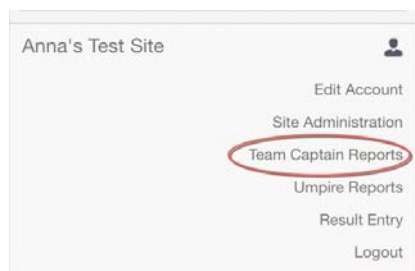 Anna's Test Site
Edit Account
Site Administration
Team Captain Reports
Umpire Reports
Result Entry
Logout